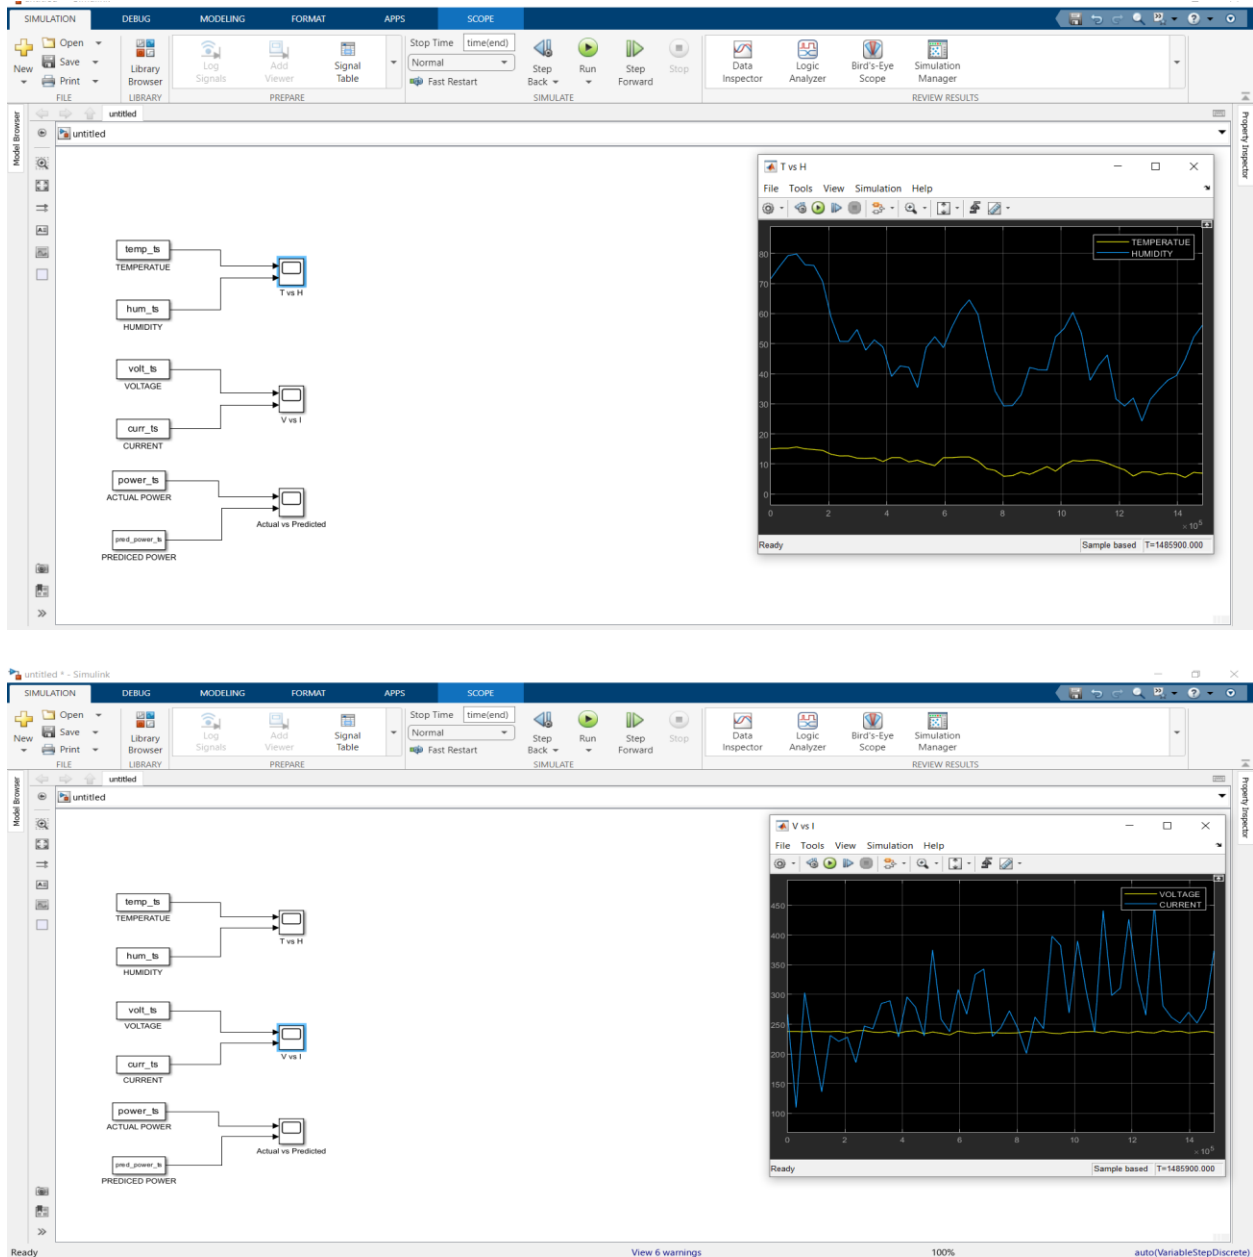 SIMULATION DEBUG MODELING FORMAT APPS SCOPE
Open Stop Time time(end)
New Save Library Log Add Signal Normal Step Run Step Stop Data Logic Bird's-Eye Simulation
Print Browser Signals Viewer Table Fast Restart Back Forward Inspector Analyzer Scope Manager
FILE LIBRARY PREPARE SIMULATE REVIEW RESULTS
untitled
untitled
Model Browser
Property Inspector
temp_ts
TEMPERATUE
hum_ts
HUMIDITY
T vs H
volt_ts
VOLTAGE
curr_ts
CURRENT
V vs I
power_ts
ACTUAL POWER
pred_power_ts
PREDICED POWER
Actual vs Predicted
T vs H
File Tools View Simulation Help
TEMPERATUE
HUMIDITY
80
70
60
50
40
30
20
10
0
0 2 4 6 8 10 12 14
× 10⁵
Ready Sample based T=1485900.000
untitled * - Simulink
SIMULATION DEBUG MODELING FORMAT APPS SCOPE
Open Stop Time time(end)
New Save Library Log Add Signal Normal Step Run Step Stop Data Logic Bird's-Eye Simulation
Print Browser Signals Viewer Table Fast Restart Back Forward Inspector Analyzer Scope Manager
FILE LIBRARY PREPARE SIMULATE REVIEW RESULTS
untitled
untitled
Model Browser
Property Inspector
temp_ts
TEMPERATUE
hum_ts
HUMIDITY
T vs H
volt_ts
VOLTAGE
curr_ts
CURRENT
V vs I
power_ts
ACTUAL POWER
pred_power_ts
PREDICED POWER
Actual vs Predicted
V vs I
File Tools View Simulation Help
VOLTAGE
CURRENT
450
400
350
300
250
200
150
100
0 2 4 6 8 10 12 14
× 10⁵
Ready Sample based T=1485900.000
Ready View 6 warnings 100% auto(VariableStepDiscrete)